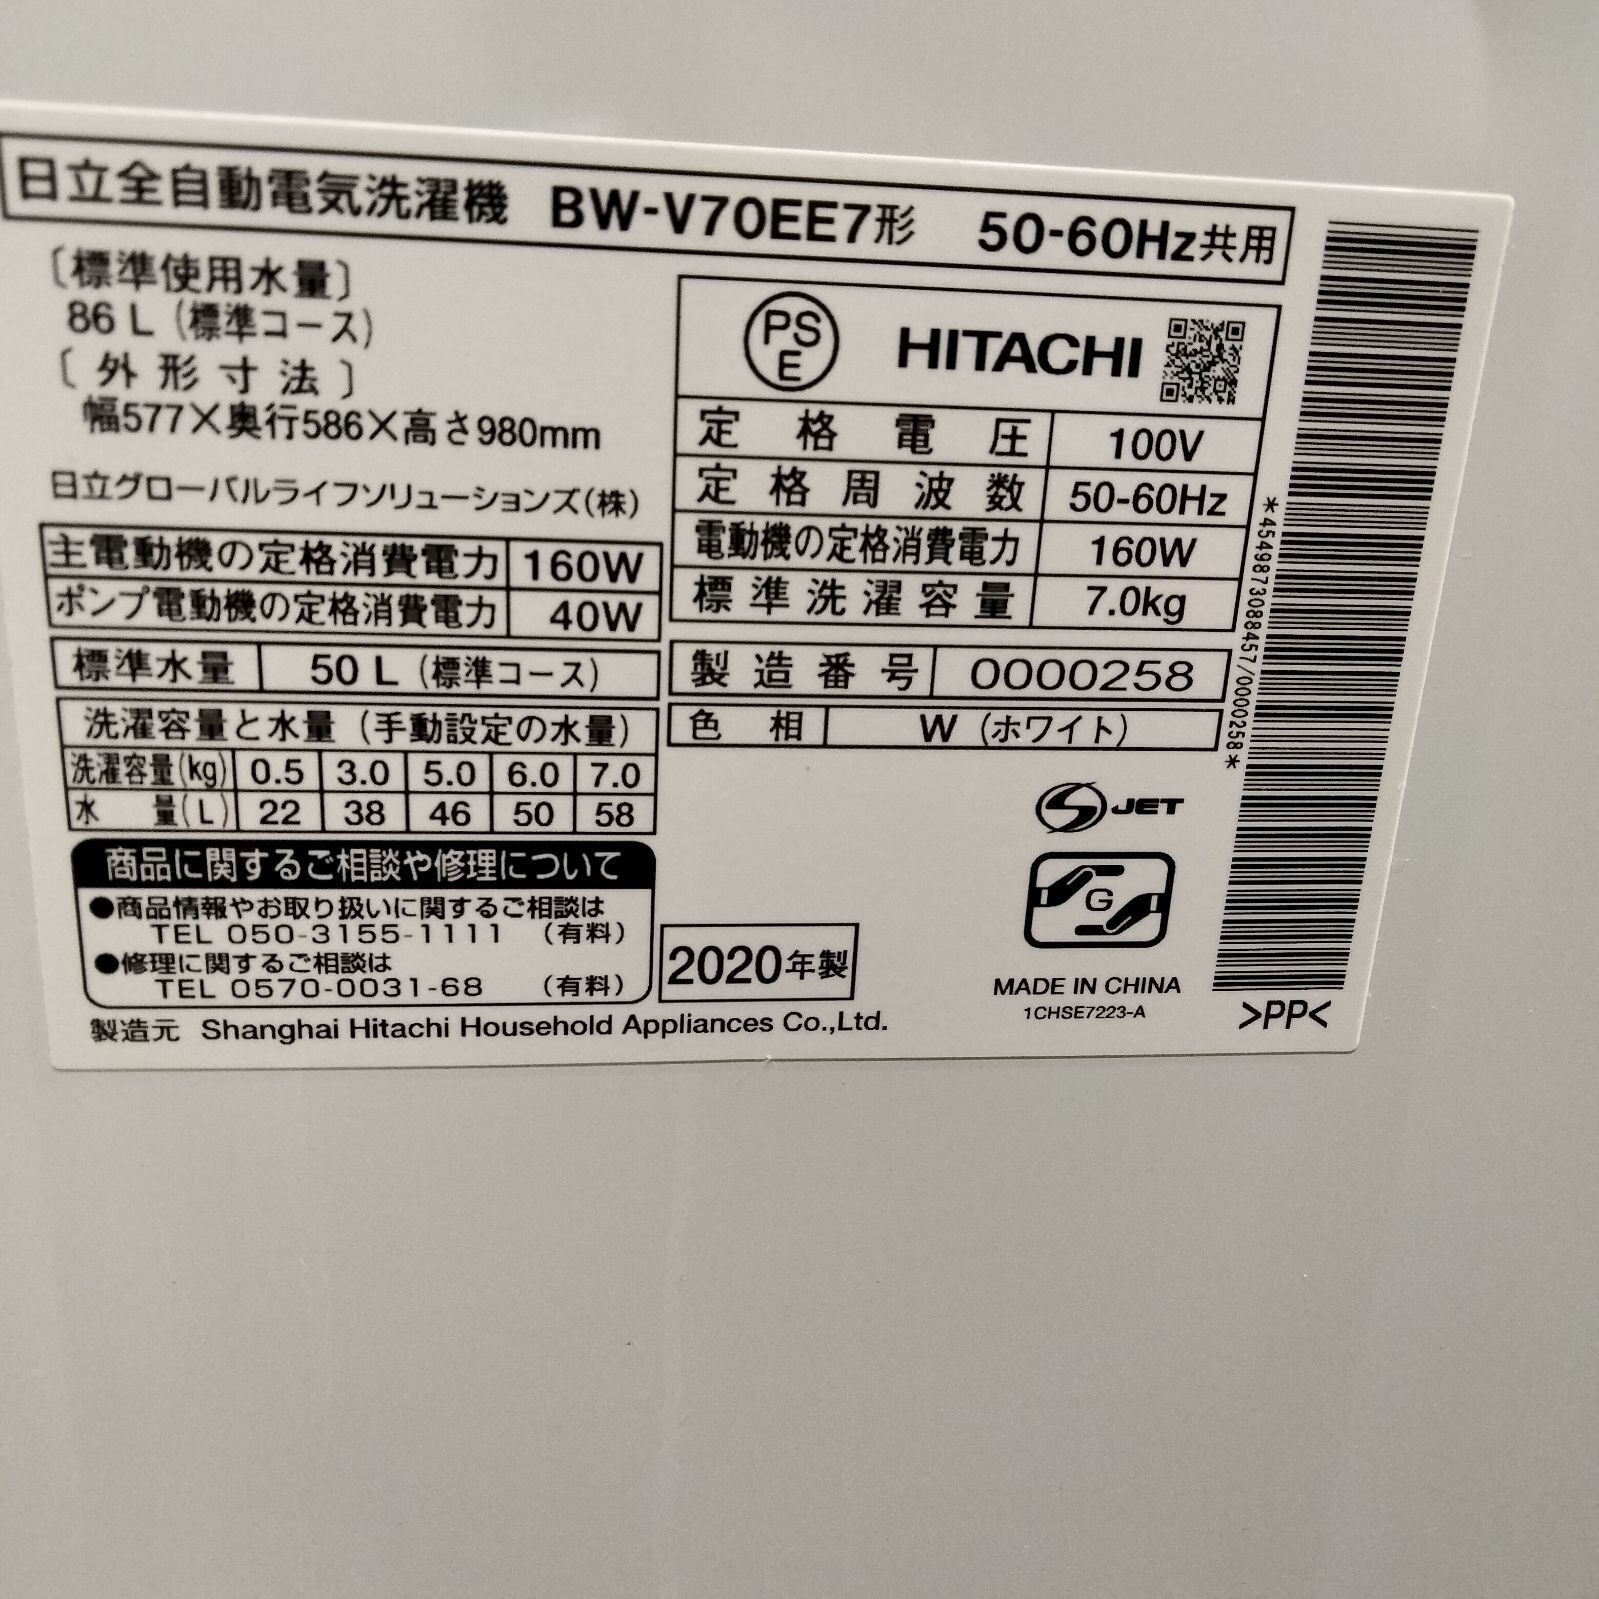 日立全自動電気洗濯機 BW-V70EE7形 50-60Hz共用
〔標準使用水量〕
86 L (標準コース)
〔外形寸法〕
幅577×奥行586×高さ980mm
日立グローバルライフソリューションズ(株)
主電動機の定格消費電力 160W
ポンプ電動機の定格消費電力 40W
標準水量 50 L (標準コース)
洗濯容量と水量 (手動設定の水量)
洗濯容量(kg) 0.5 3.0 5.0 6.0 7.0
水量(L) 22 38 46 50 58
商品に関するご相談や修理について
●商品情報やお取り扱いに関するご相談は
TEL 050-3155-1111 (有料)
●修理に関するご相談は
TEL 0570-0031-68 (有料)
製造元 Shanghai Hitachi Household Appliances Co.,Ltd.
PSE HITACHI
定格電圧 100V
定格周波数 50-60Hz
電動機の定格消費電力 160W
標準洗濯容量 7.0kg
製造番号 0000258
色相 W (ホワイト)
S JET
G
2020年製
MADE IN CHINA
1CHSE7223-A
*4549873088457/0000258*
>PP<